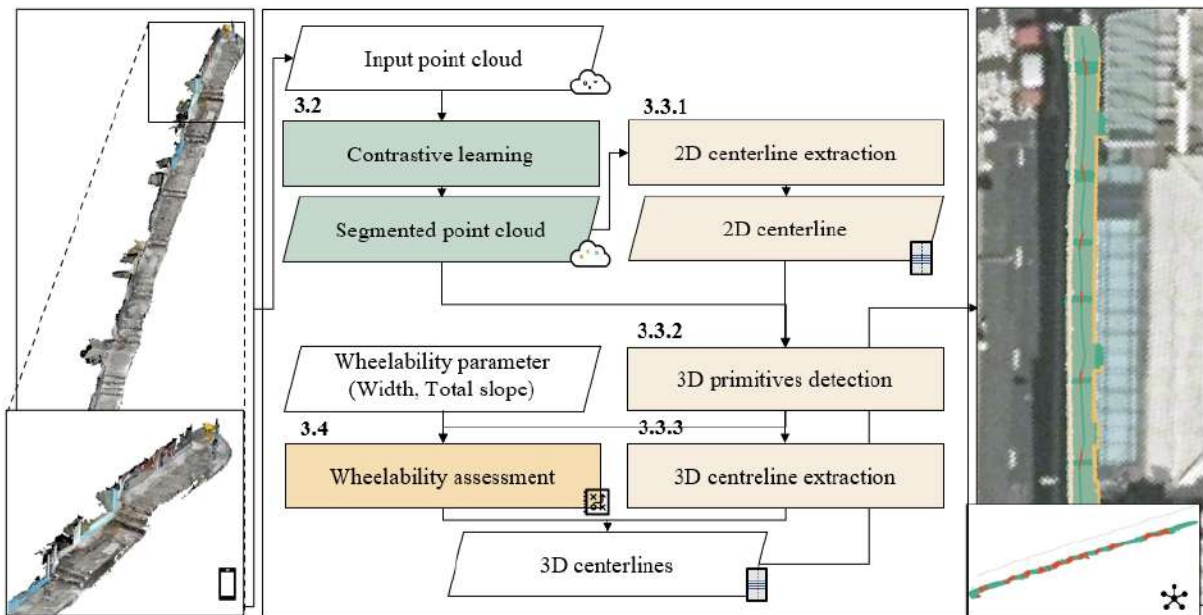 Input point cloud
3.2
3.3.1
Contrastive learning
2D centerline extraction
Segmented point cloud
2D centerline
3.3.2
Wheelability parameter
(Width, Total slope)
3D primitives detection
3.4
3.3.3
Wheelability assessment
3D centreline extraction
3D centerlines